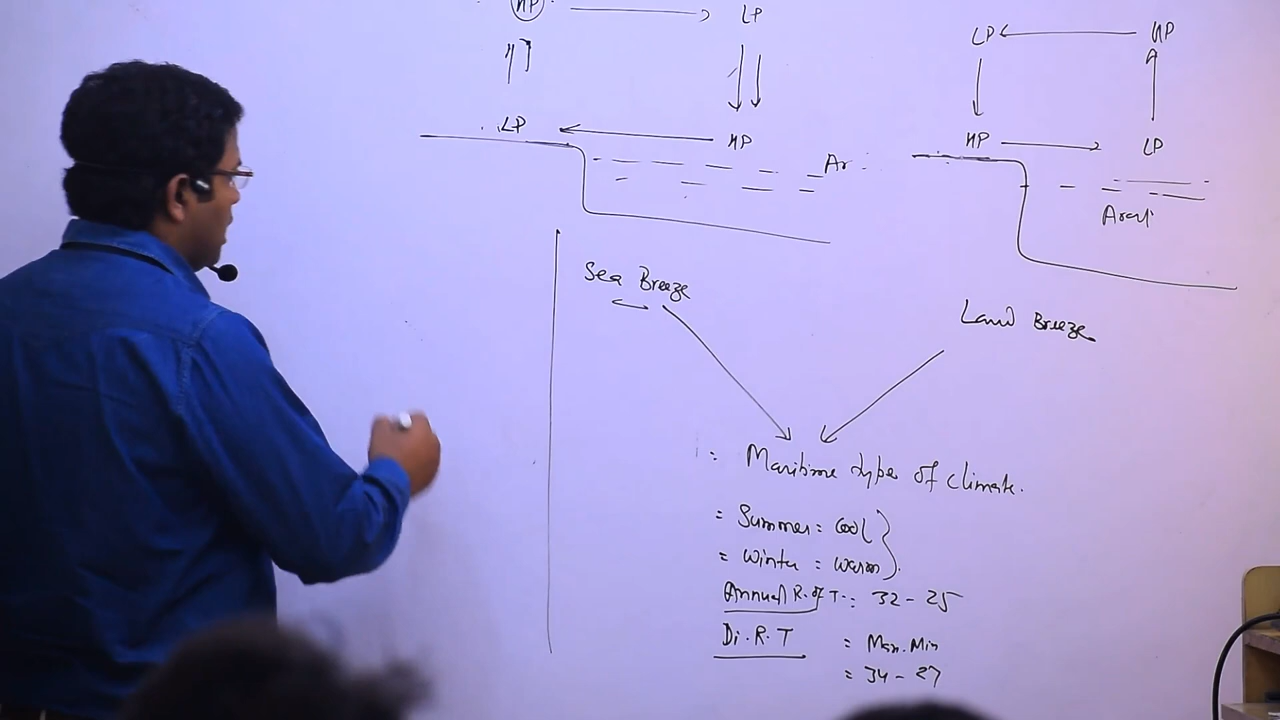 HP LP
LP HP
LP HP
HP LP
Ar
Sea Breeze
Land Breeze
= Maritime types of climate.
= Summer = Cool
= Winter = Warm
Annual R. of T. = 32 - 25
Di. R. T = Max. Min
= 34 - 27